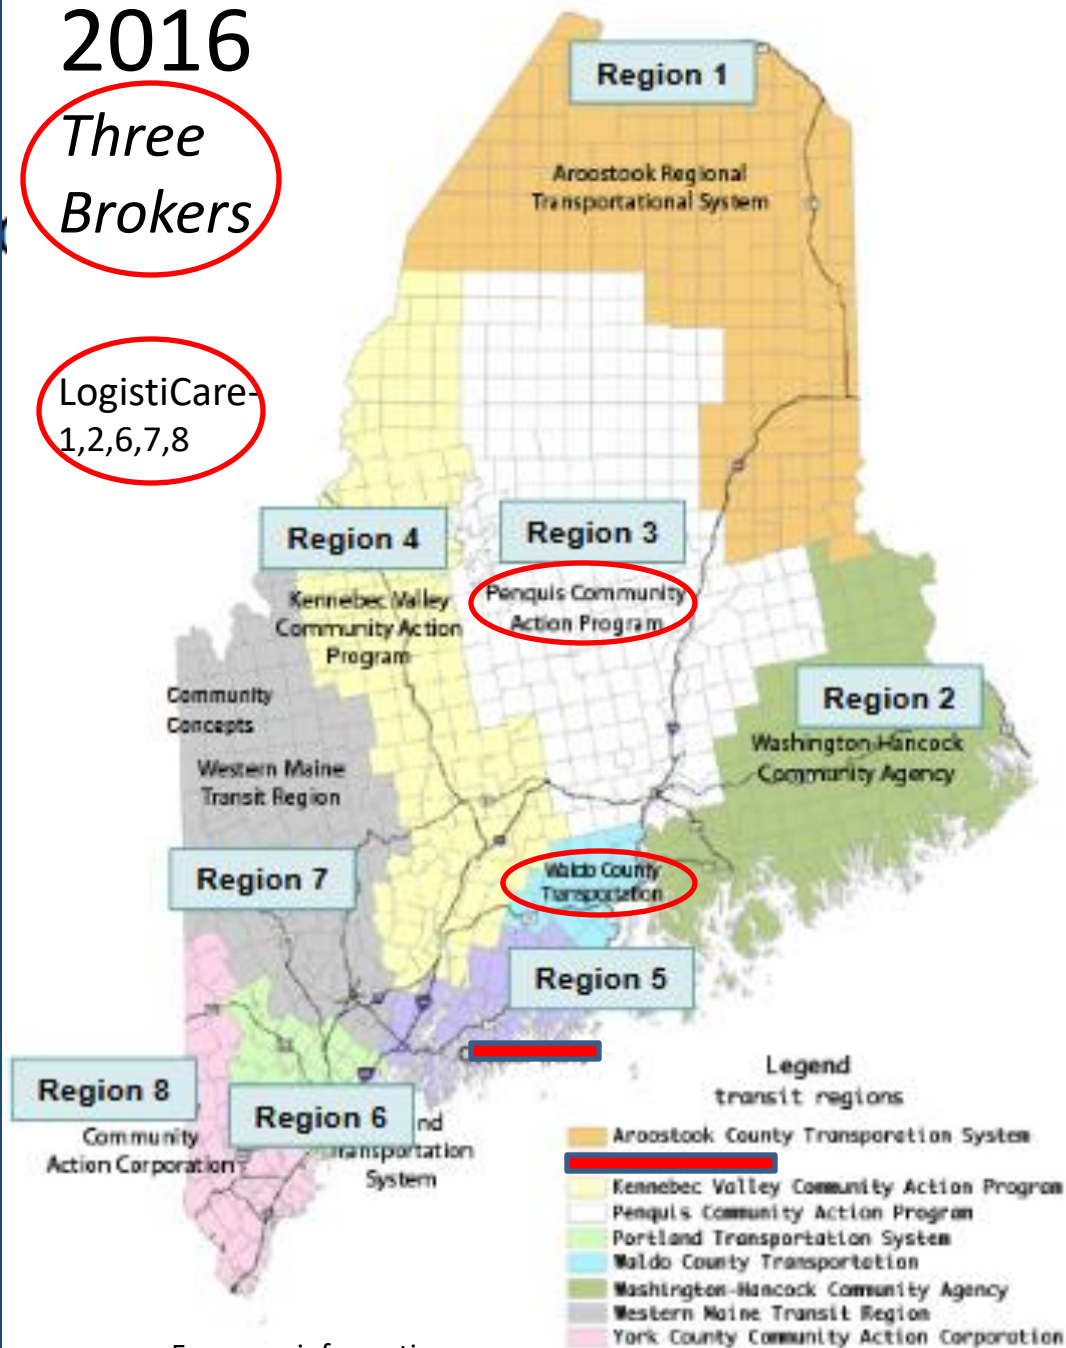 2016
Three
Brokers
LogistiCare-
1,2,6,7,8
Region 1
Aroostook Regional
Transportational System
Region 4
Kennebec Valley
Community Action
Program
Region 3
Penquis Community
Action Program
Community
Concepts
Western Maine
Transit Region
Region 2
Washington-Hancock
Community Agency
Region 7
Waldo County
Transportation
Region 5
Region 8
Community
Action Corporation
Region 6
nd
Transportation
System
Legend
transit regions
Aroostook County Transporation System
Kennebec Valley Community Action Program
Penquis Community Action Program
Portland Transportation System
Waldo County Transportation
Washington-Hancock Community Agency
Western Maine Transit Region
York County Community Action Corporation